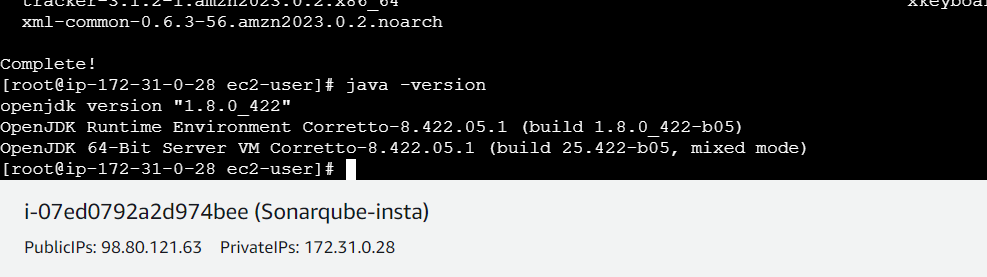 tracker-3.1.2-1.amzn2023.0.2.x86_64 xkeyboar
xml-common-0.6.3-56.amzn2023.0.2.noarch
Complete!
[root@ip-172-31-0-28 ec2-user]# java -version
openjdk version "1.8.0_422"
OpenJDK Runtime Environment Corretto-8.422.05.1 (build 1.8.0_422-b05)
OpenJDK 64-Bit Server VM Corretto-8.422.05.1 (build 25.422-b05, mixed mode)
[root@ip-172-31-0-28 ec2-user]#
i-07ed0792a2d974bee (Sonarqube-insta)
PublicIPs: 98.80.121.63 PrivateIPs: 172.31.0.28